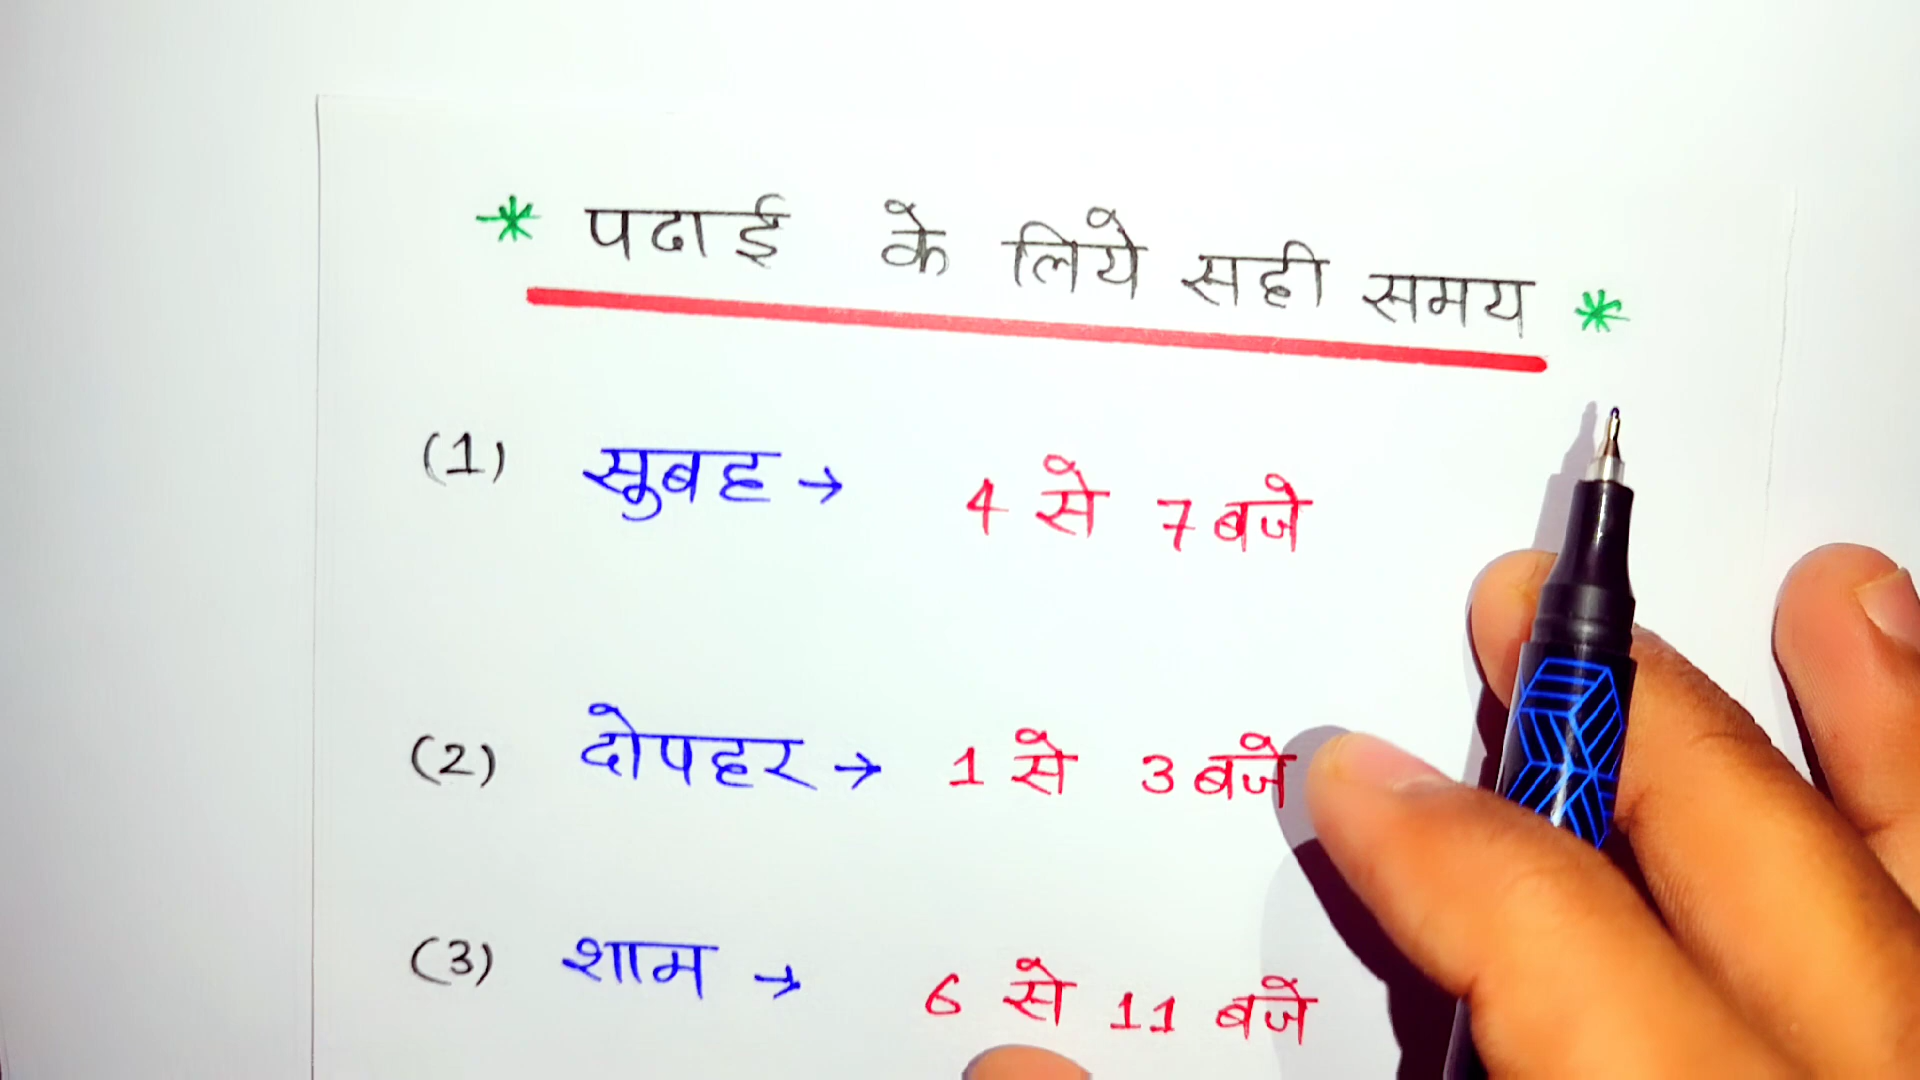 * पढाई के लिये सही समय *
(1) सुबह → 4 से 7 बजे
(2) दोपहर → 1 से 3 बजे
(3) शाम → 6 से 11 बजे